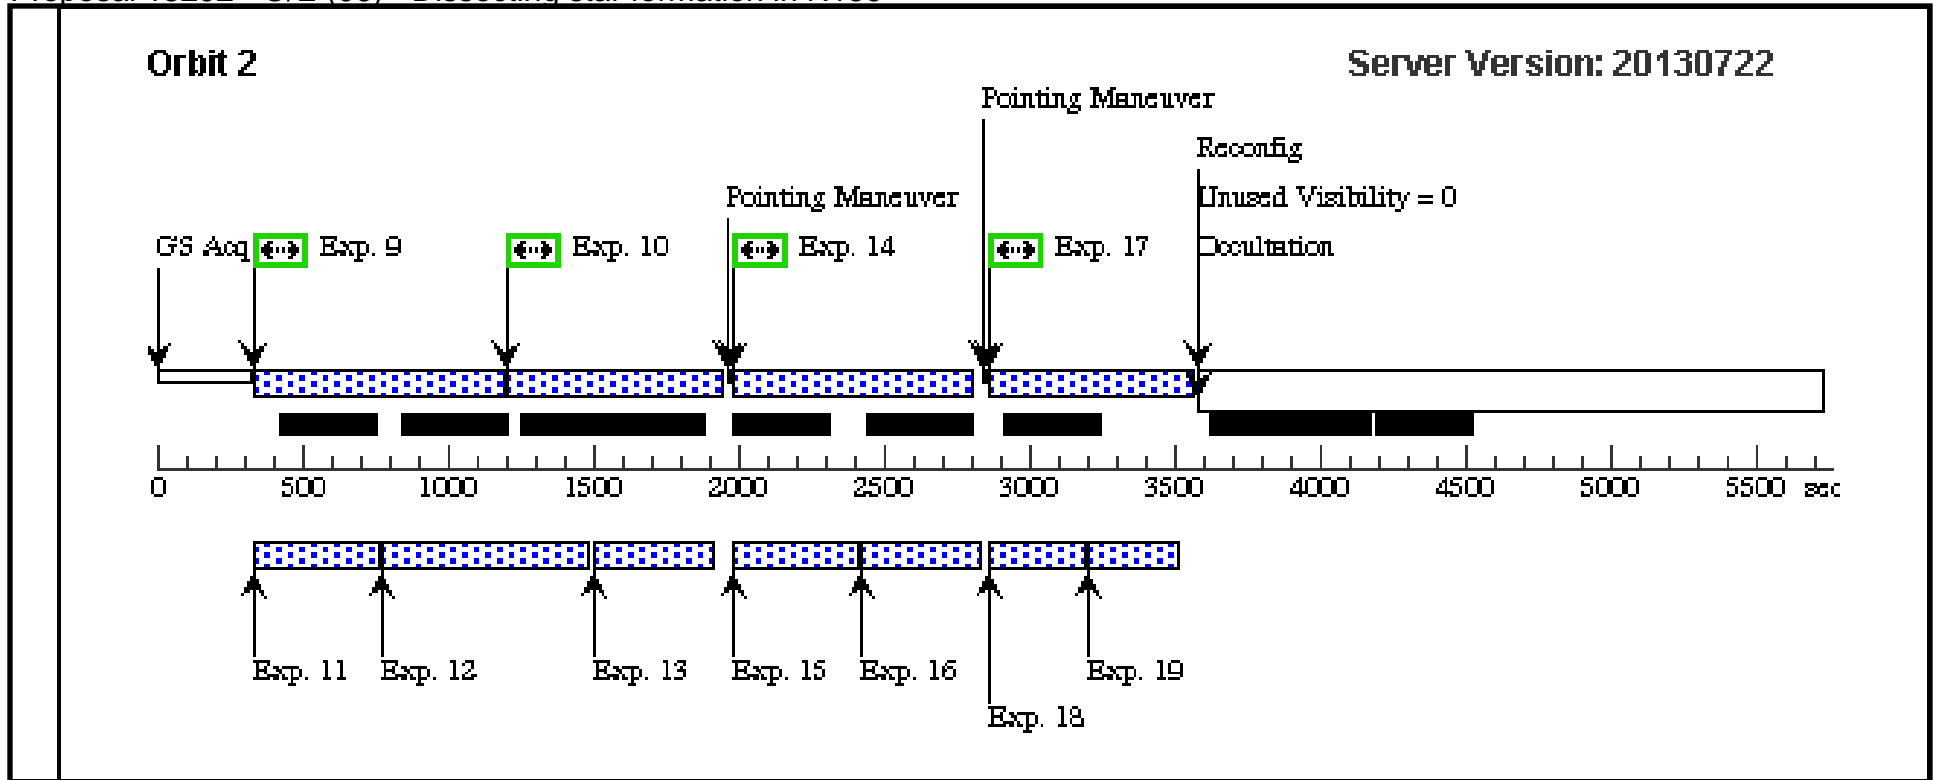 Orbit 2
Server Version: 20130722
Pointing Maneuver
Reconfig
Pointing Maneuver
Unused Visibility = 0
GS Acq
Exp. 9
Exp. 10
Exp. 14
Exp. 17
Occultation
0 500 1000 1500 2000 2500 3000 3500 4000 4500 5000 5500 sec
Exp. 11
Exp. 12
Exp. 13
Exp. 15
Exp. 16
Exp. 19
Exp. 18